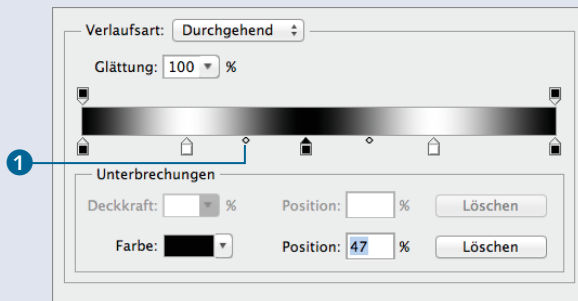 Verlaufsart: Durchgehend
Glättung: 100 %
1
Unterbrechungen
Deckkraft: % Position: % Löschen
Farbe: Position: 47 % Löschen